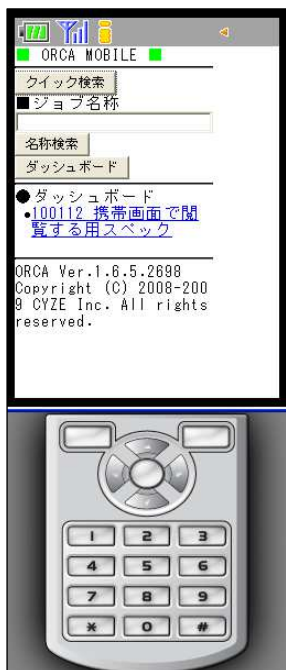 ORCA MOBILE
クイック検索
■ジョブ名称
名称検索
ダッシュボード
●ダッシュボード
•100112 携帯画面で閲
覧する用スペック
ORCA Ver.1.6.5.2698
Copyright (C) 2008-200
9 CYZE Inc. All rights
reserved.
1 2 3
4 5 6
7 8 9
* 0 #